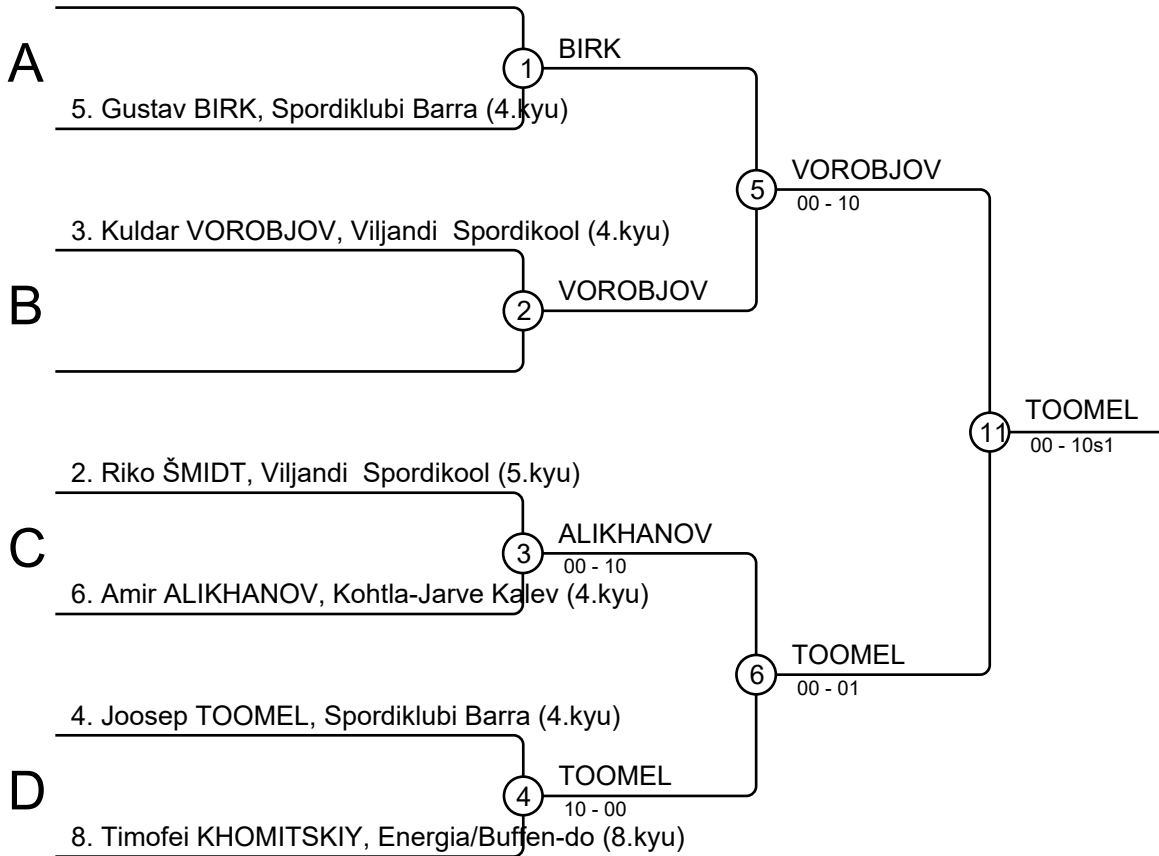 A
1
BIRK
5. Gustav BIRK, Spordiklubi Barra (4.kyu)
5
VOROBJOV
00 - 10
3. Kuldar VOROBJOV, Viljandi  Spordikool (4.kyu)
B
2
VOROBJOV
11
TOOMEL
00 - 10s1
2. Riko ŠMIDT, Viljandi  Spordikool (5.kyu)
C
3
ALIKHANOV
00 - 10
6. Amir ALIKHANOV, Kohtla-Jarve Kalev (4.kyu)
6
TOOMEL
00 - 01
4. Joosep TOOMEL, Spordiklubi Barra (4.kyu)
D
4
TOOMEL
10 - 00
8. Timofei KHOMITSKIY, Energia/Buffen-do (8.kyu)